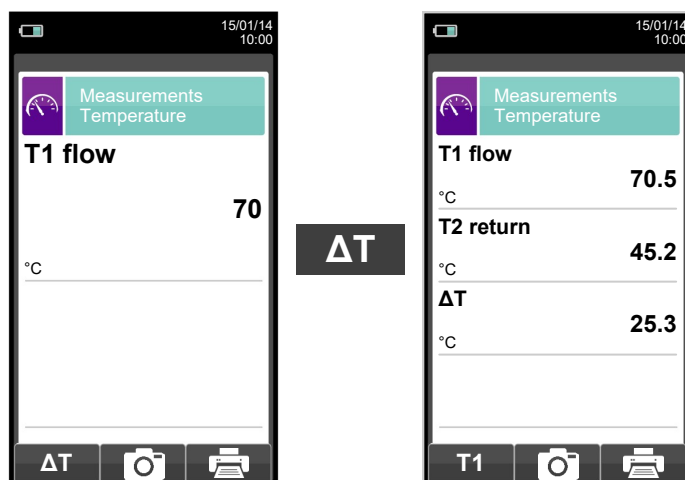 15/01/14
10:00
Measurements
Temperature
T1 flow
70
°C
ΔT
ΔT
15/01/14
10:00
Measurements
Temperature
T1 flow
70.5
°C
T2 return
45.2
°C
ΔT
25.3
°C
T1